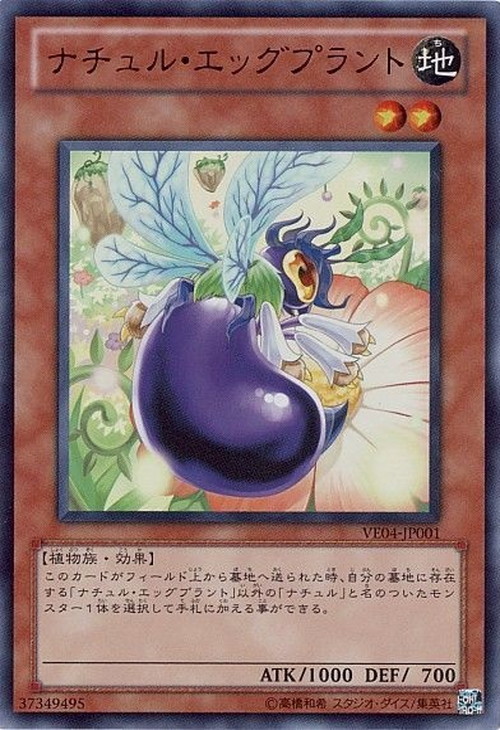 ナチュル・エッグプラント
地
VE04-JP001
【植物族・効果】
このカードがフィールド上から墓地へ送られた時、自分の墓地に存在
する「ナチュル・エッグプラント」以外の「ナチュル」と名のついたモン
スター1体を選択して手札に加える事ができる。
ATK/1000 DEF/ 700
37349495 ©高橋和希 スタジオ・ダイス/集英社